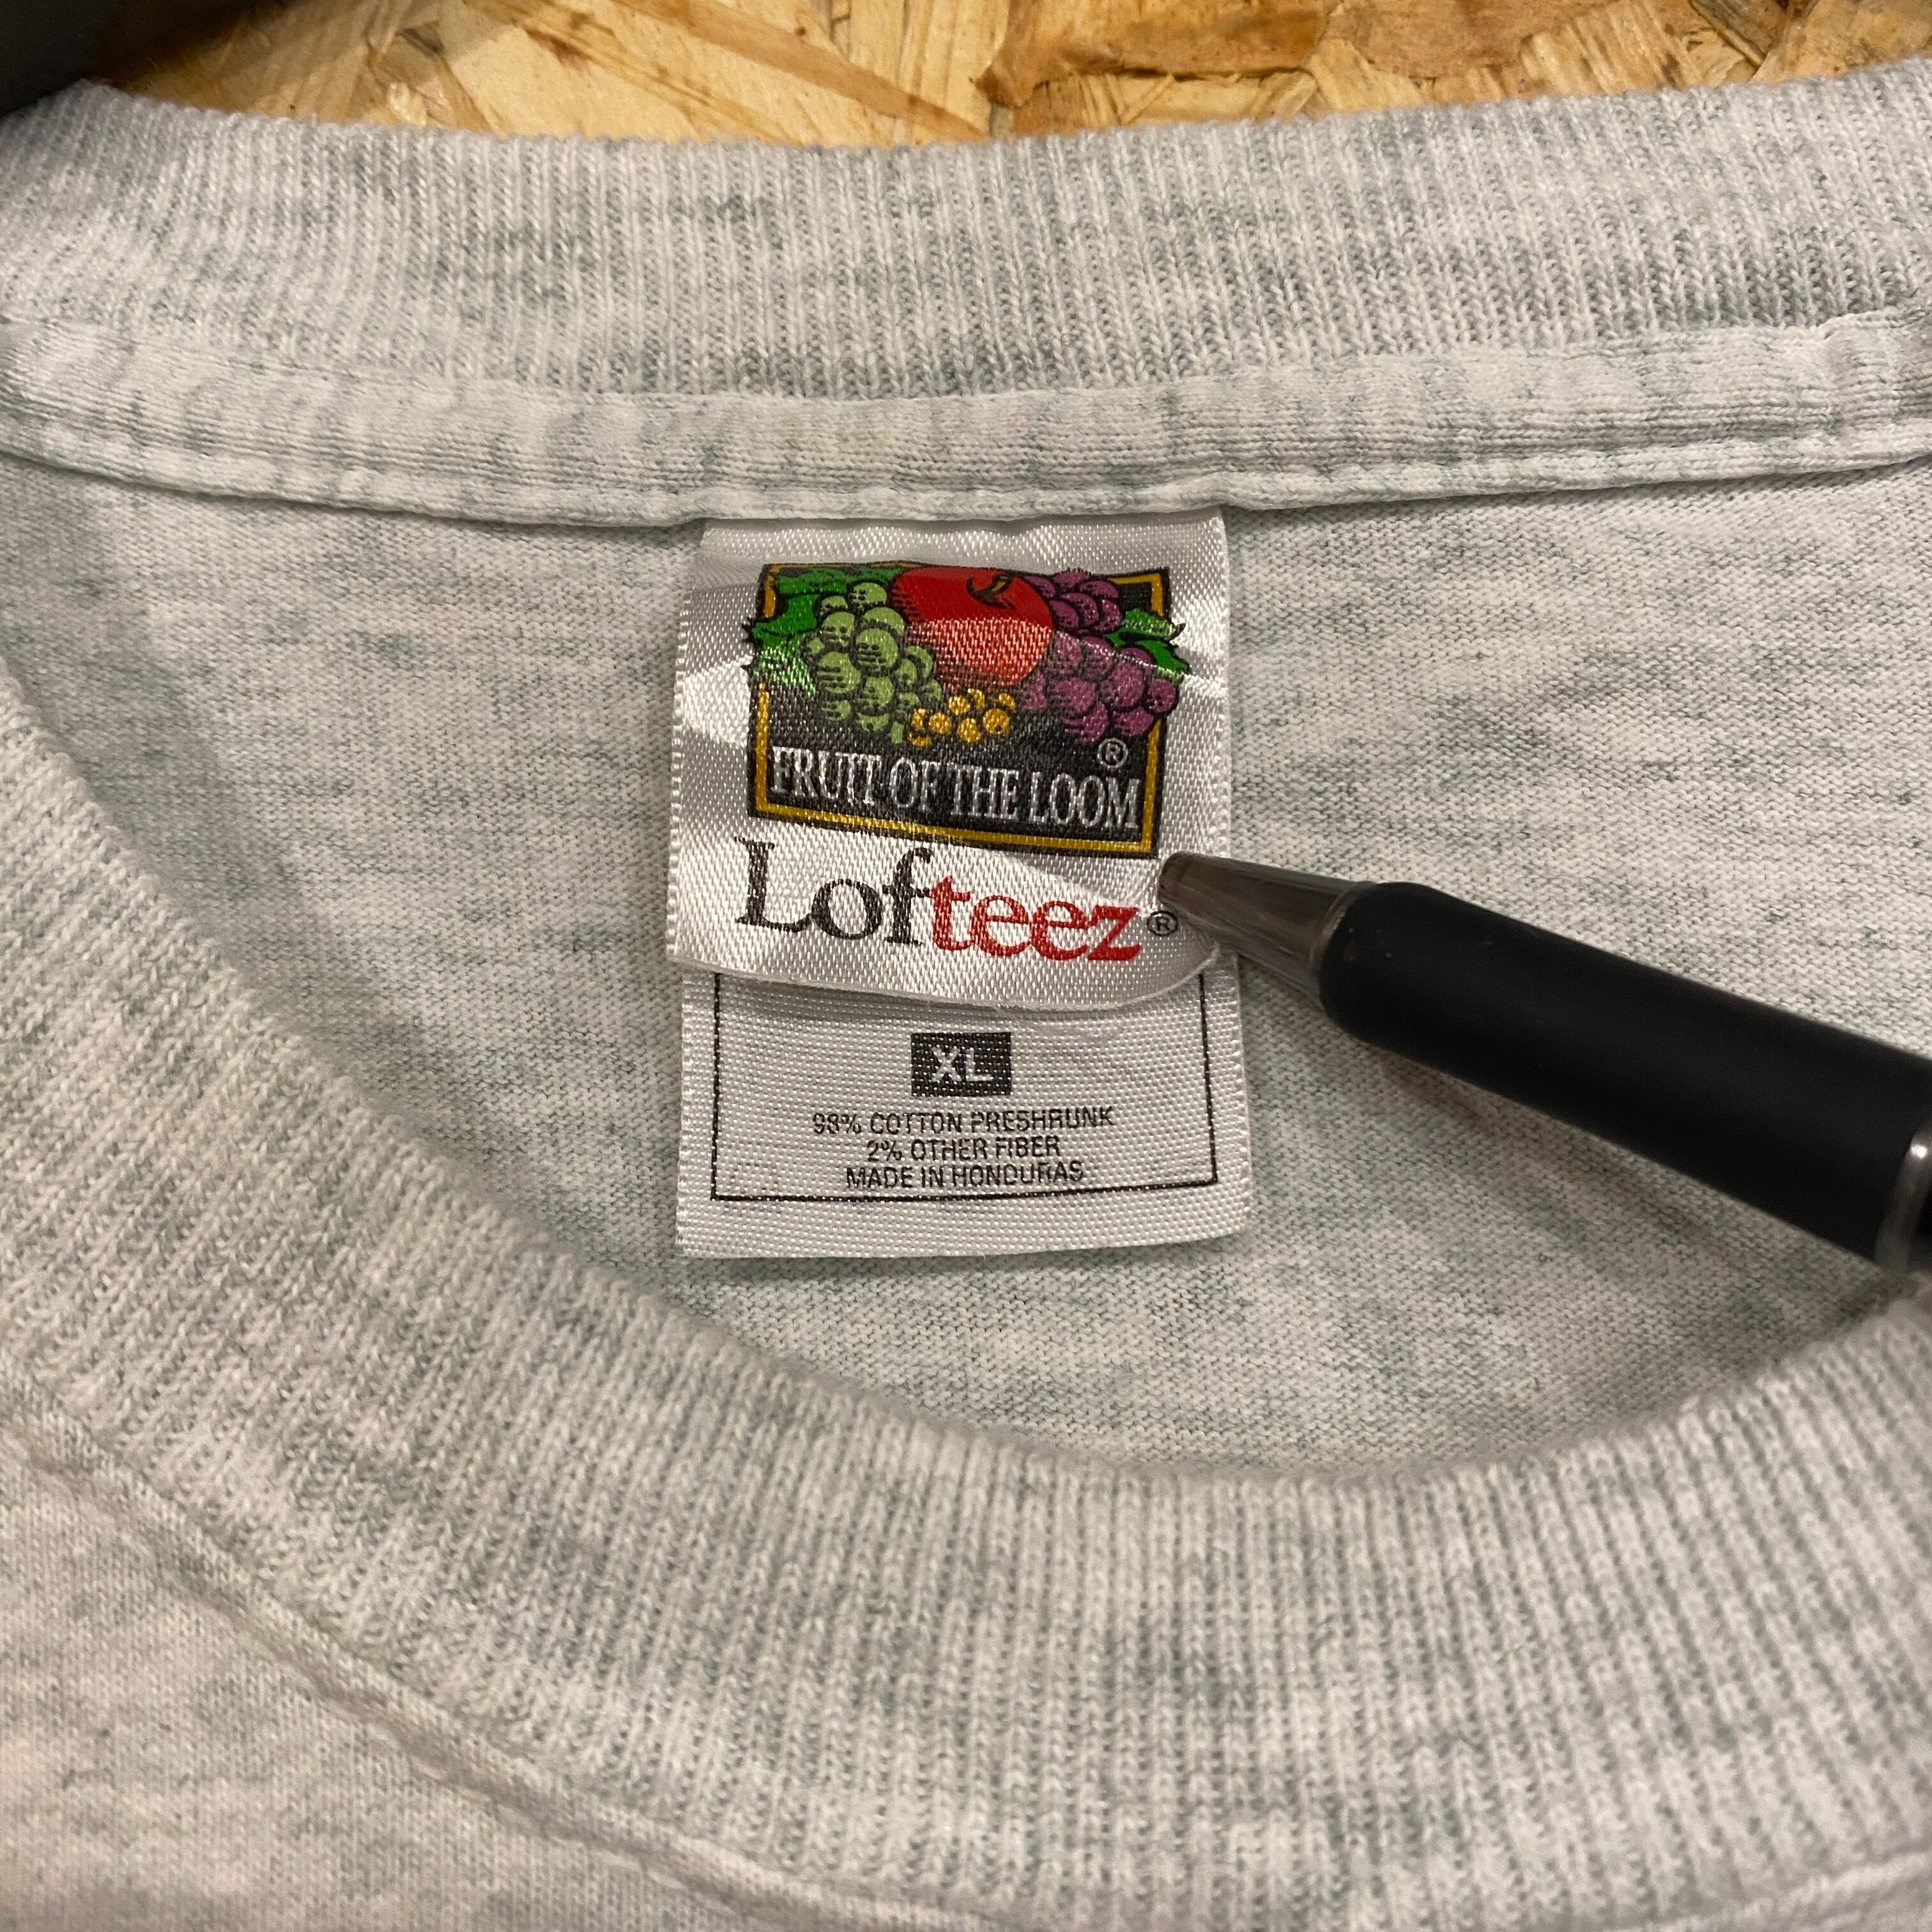 ®
FRUIT OF THE LOOM
Lofteez®
XL
98% COTTON PRESHRUNK
2% OTHER FIBER
MADE IN HONDURAS